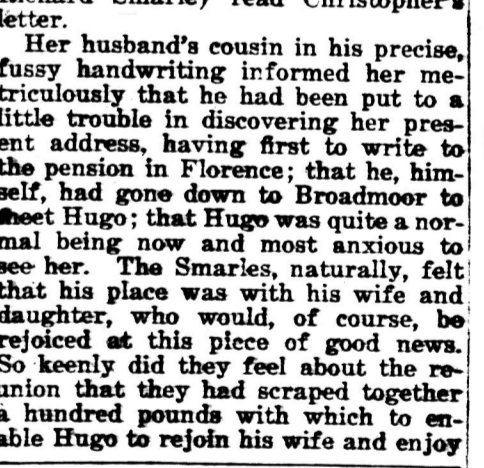 letter.
Her husband's cousin in his precise,
fussy handwriting informed her me-
triculously that he had been put to a
little trouble in discovering her pres-
ent address, having first to write to
the pension in Florence; that he, him-
self, had gone down to Broadmoor to
meet Hugo; that Hugo was quite a nor-
mal being now and most anxious to
see her. The Smarles, naturally, felt
that his place was with his wife and
daughter, who would, of course, be
rejoiced at this piece of good news.
So keenly did they feel about the re-
union that they had scraped together
a hundred pounds with which to en-
able Hugo to rejoin his wife and enjoy